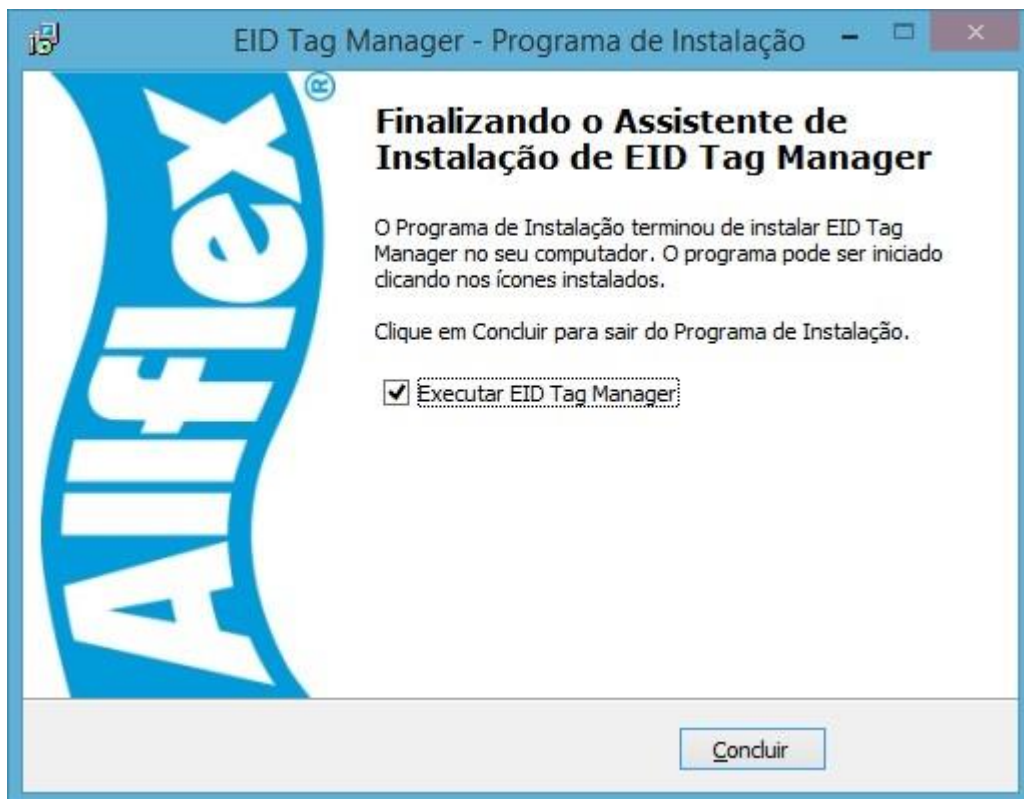 EID Tag Manager - Programa de Instalação
Allflex®
Finalizando o Assistente de
Instalação de EID Tag Manager
O Programa de Instalação terminou de instalar EID Tag
Manager no seu computador. O programa pode ser iniciado
clicando nos ícones instalados.
Clique em Concluir para sair do Programa de Instalação.
Executar EID Tag Manager
Concluir